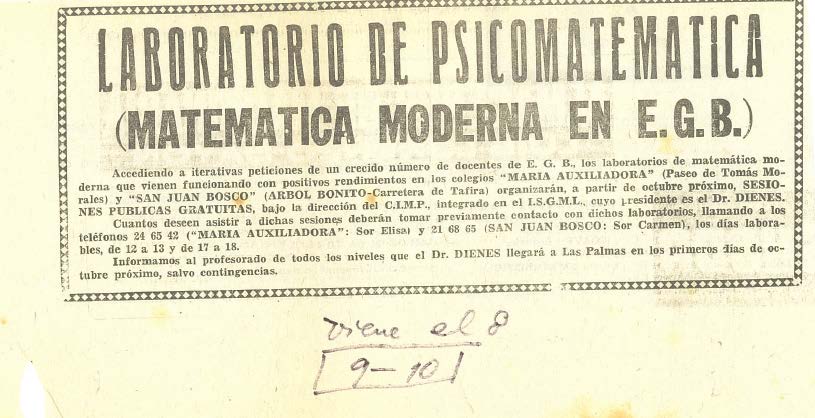 LABORATORIO DE PSICOMATEMATICA
(MATEMATICA MODERNA EN E.G.B.)
Accediendo a iterativas peticiones de un crecido número de docentes de E. G. B., los laboratorios de matemática mo-
derna que vienen funcionando con positivos rendimientos en los colegios "MARIA AUXILIADORA" (Paseo de Tomás Mo-
rales) y "SAN JUAN BOSCO" (ARBOL BONITO-Carretera de Tafira) organizarán, a partir de octubre próximo, SESIO-
NES PUBLICAS GRATUITAS, bajo la dirección del C.I.M.P., integrado en el I.S.G.M.L., cuyo presidente es el Dr. DIENES.
Cuantos deseen asistir a dichas sesiones deberán tomar previamente contacto con dichos laboratorios, llamando a los
teléfonos 24 65 42 ("MARIA AUXILIADORA": Sor Elisa) y 21 68 65 (SAN JUAN BOSCO: Sor Carmen), los días labora-
bles, de 12 a 13 y de 17 a 18.
Informamos al profesorado de todos los niveles que el Dr. DIENES llegará a Las Palmas en los primeros días de oc-
tubre próximo, salvo contingencias.
Viene el 8
9-10